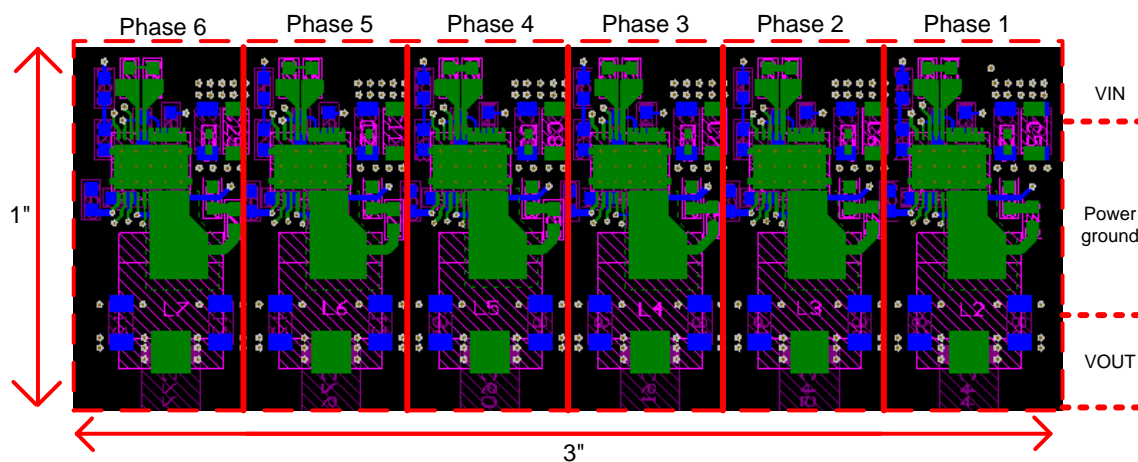 Phase 6
Phase 5
Phase 4
Phase 3
Phase 2
Phase 1
VIN
1"
Power
ground
L7
L6
L5
L4
L3
L2
VOUT
3"